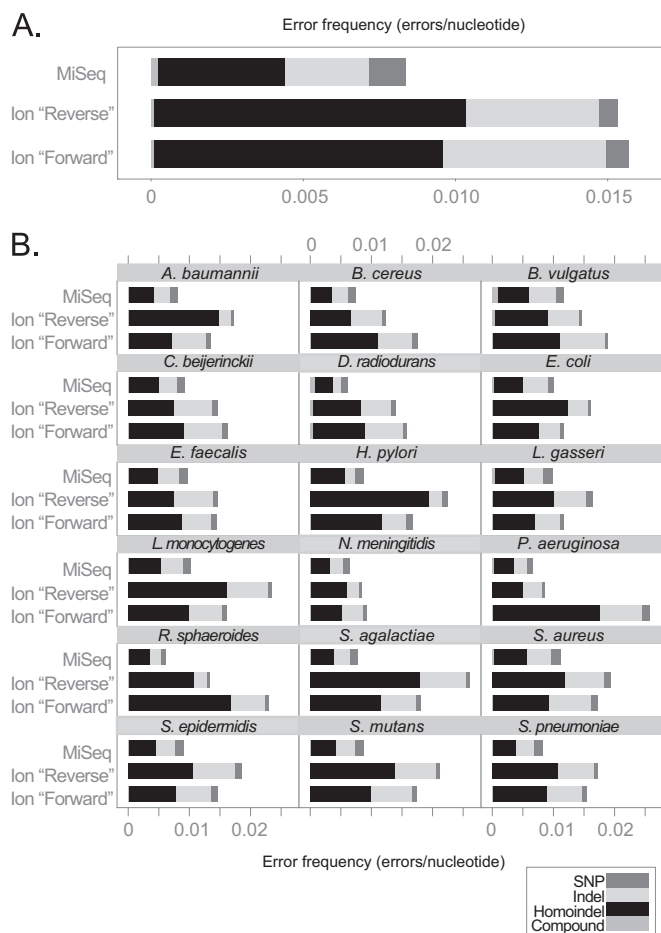 A.
Error frequency (errors/nucleotide)
MiSeq
Ion “Reverse”
Ion “Forward”
0 0.005 0.010 0.015
B.
0 0.01 0.02
A. baumannii B. cereus B. vulgatus
MiSeq
Ion “Reverse”
Ion “Forward”
C. beijerinckii D. radiodurans E. coli
MiSeq
Ion “Reverse”
Ion “Forward”
E. faecalis H. pylori L. gasseri
MiSeq
Ion “Reverse”
Ion “Forward”
L. monocytogenes N. meningitidis P. aeruginosa
MiSeq
Ion “Reverse”
Ion “Forward”
R. sphaeroides S. agalactiae S. aureus
MiSeq
Ion “Reverse”
Ion “Forward”
S. epidermidis S. mutans S. pneumoniae
MiSeq
Ion “Reverse”
Ion “Forward”
0 0.01 0.02 0 0.01 0.02
Error frequency (errors/nucleotide)
SNP
Indel
Homoindel
Compound